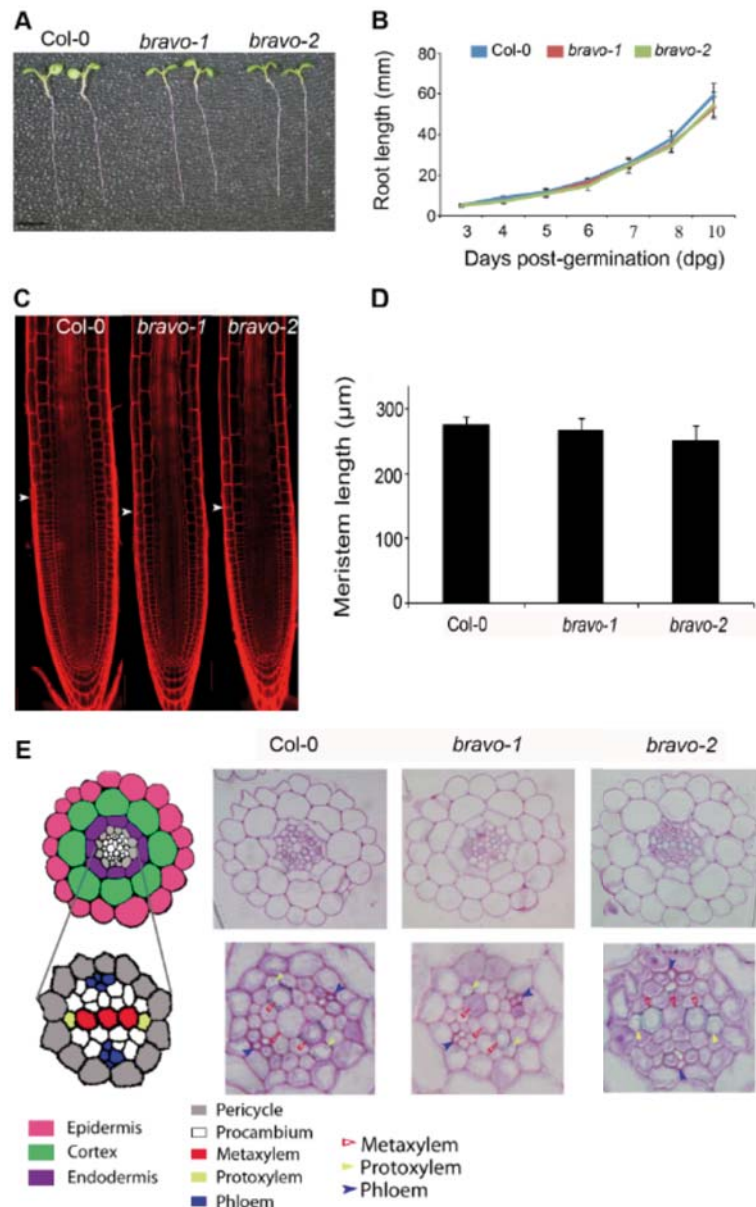 A
Col-0 bravo-1 bravo-2
B
Col-0 bravo-1 bravo-2
Root length (mm)
80
60
40
20
0
3 4 5 6 7 8 10
Days post-germination (dpg)
C
Col-0 bravo-1 bravo-2
D
Meristem length (µm)
300
200
100
0
Col-0 bravo-1 bravo-2
E
Col-0 bravo-1 bravo-2
Epidermis
Cortex
Endodermis
Pericycle
Procambium
Metaxylem
Protoxylem
Phloem
Metaxylem
Protoxylem
Phloem